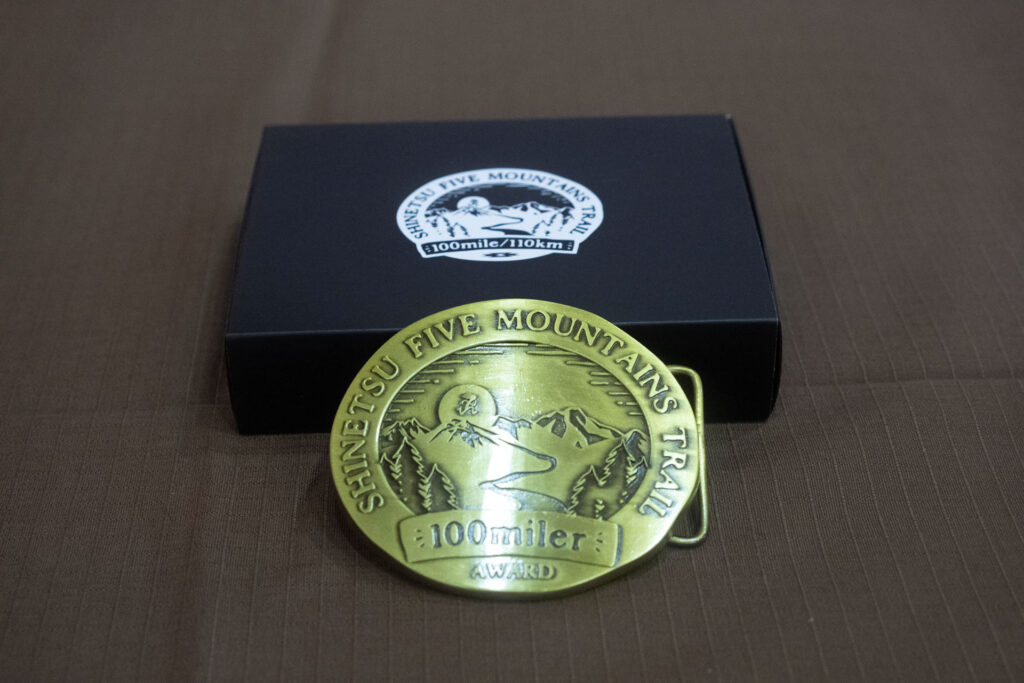 SHINETSU FIVE MOUNTAINS TRAIL
100mile/110km
SHINETSU FIVE MOUNTAINS TRAIL
100miler
AWARD